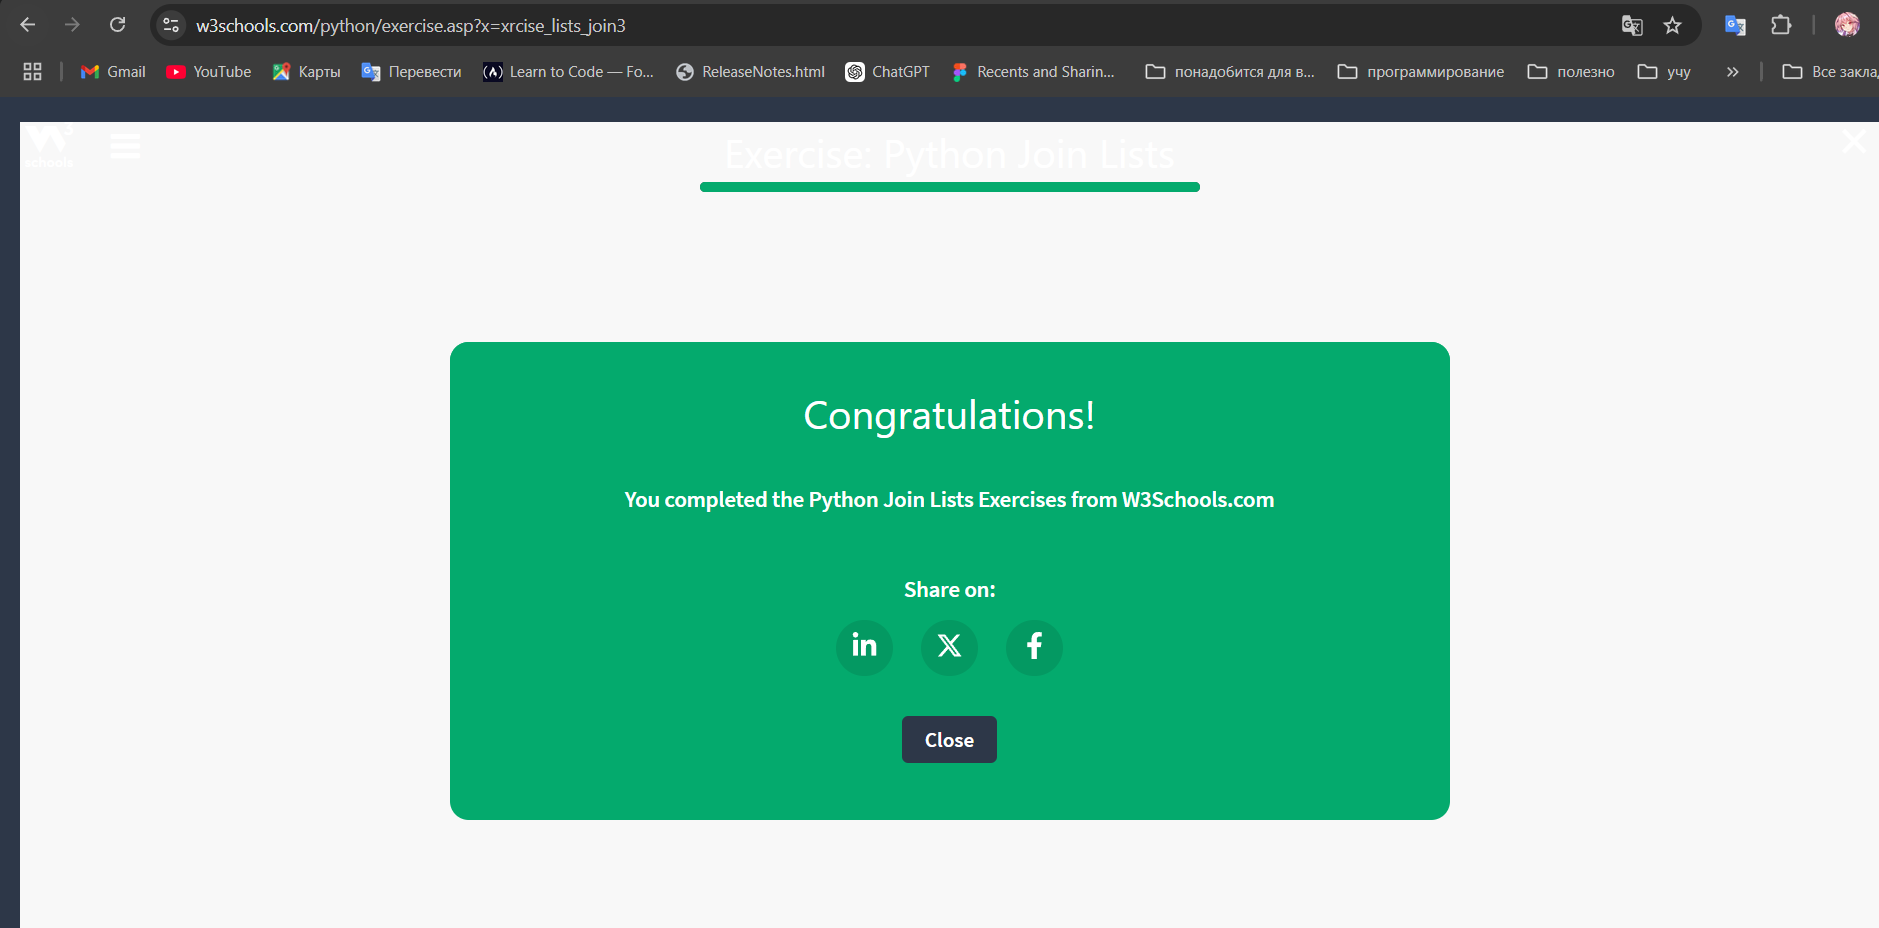 w3schools.com/python/exercise.asp?x=xrcise_lists_join3
Gmail YouTube Карты Перевести Learn to Code — Fo... ReleaseNotes.html ChatGPT Recents and Sharin... понадобится для в... программирование полезно учу » Все закла
W3 schools
Exercise: Python Join Lists
Congratulations!
You completed the Python Join Lists Exercises from W3Schools.com
Share on:
in X f
Close